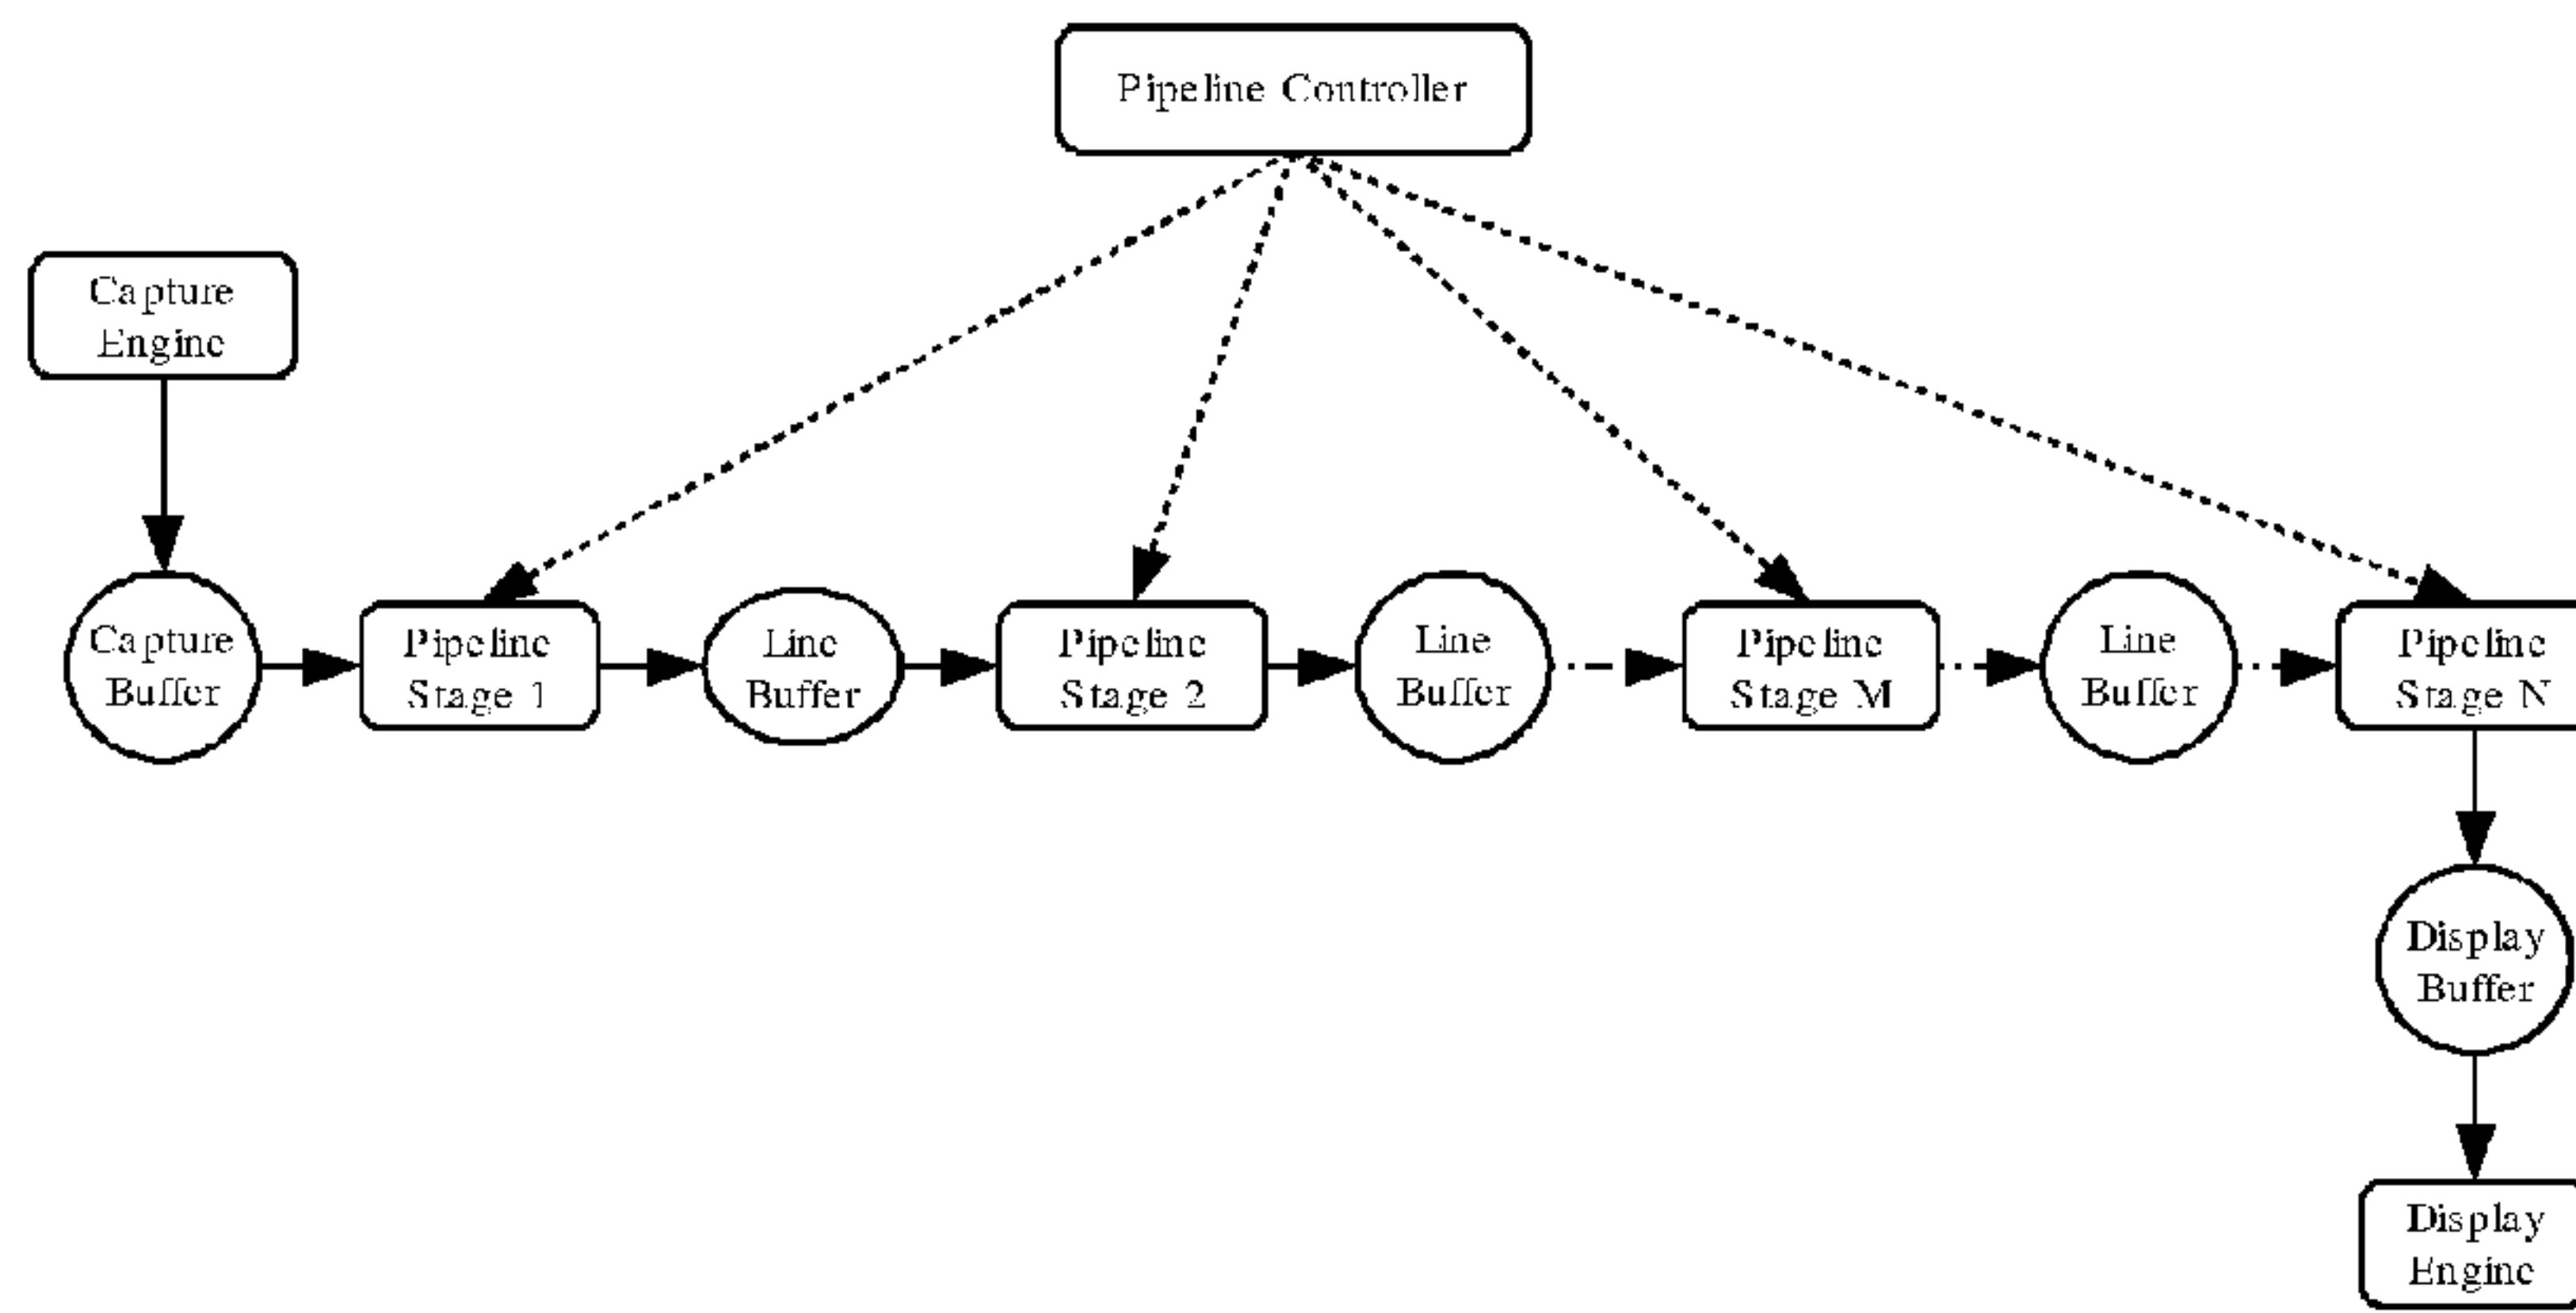 Pipeline Controller
Capture
Engine
Capture
Buffer
Pipeline
Stage 1
Line
Buffer
Pipeline
Stage 2
Line
Buffer
Pipeline
Stage M
Line
Buffer
Pipeline
Stage N
Display
Buffer
Display
Engine